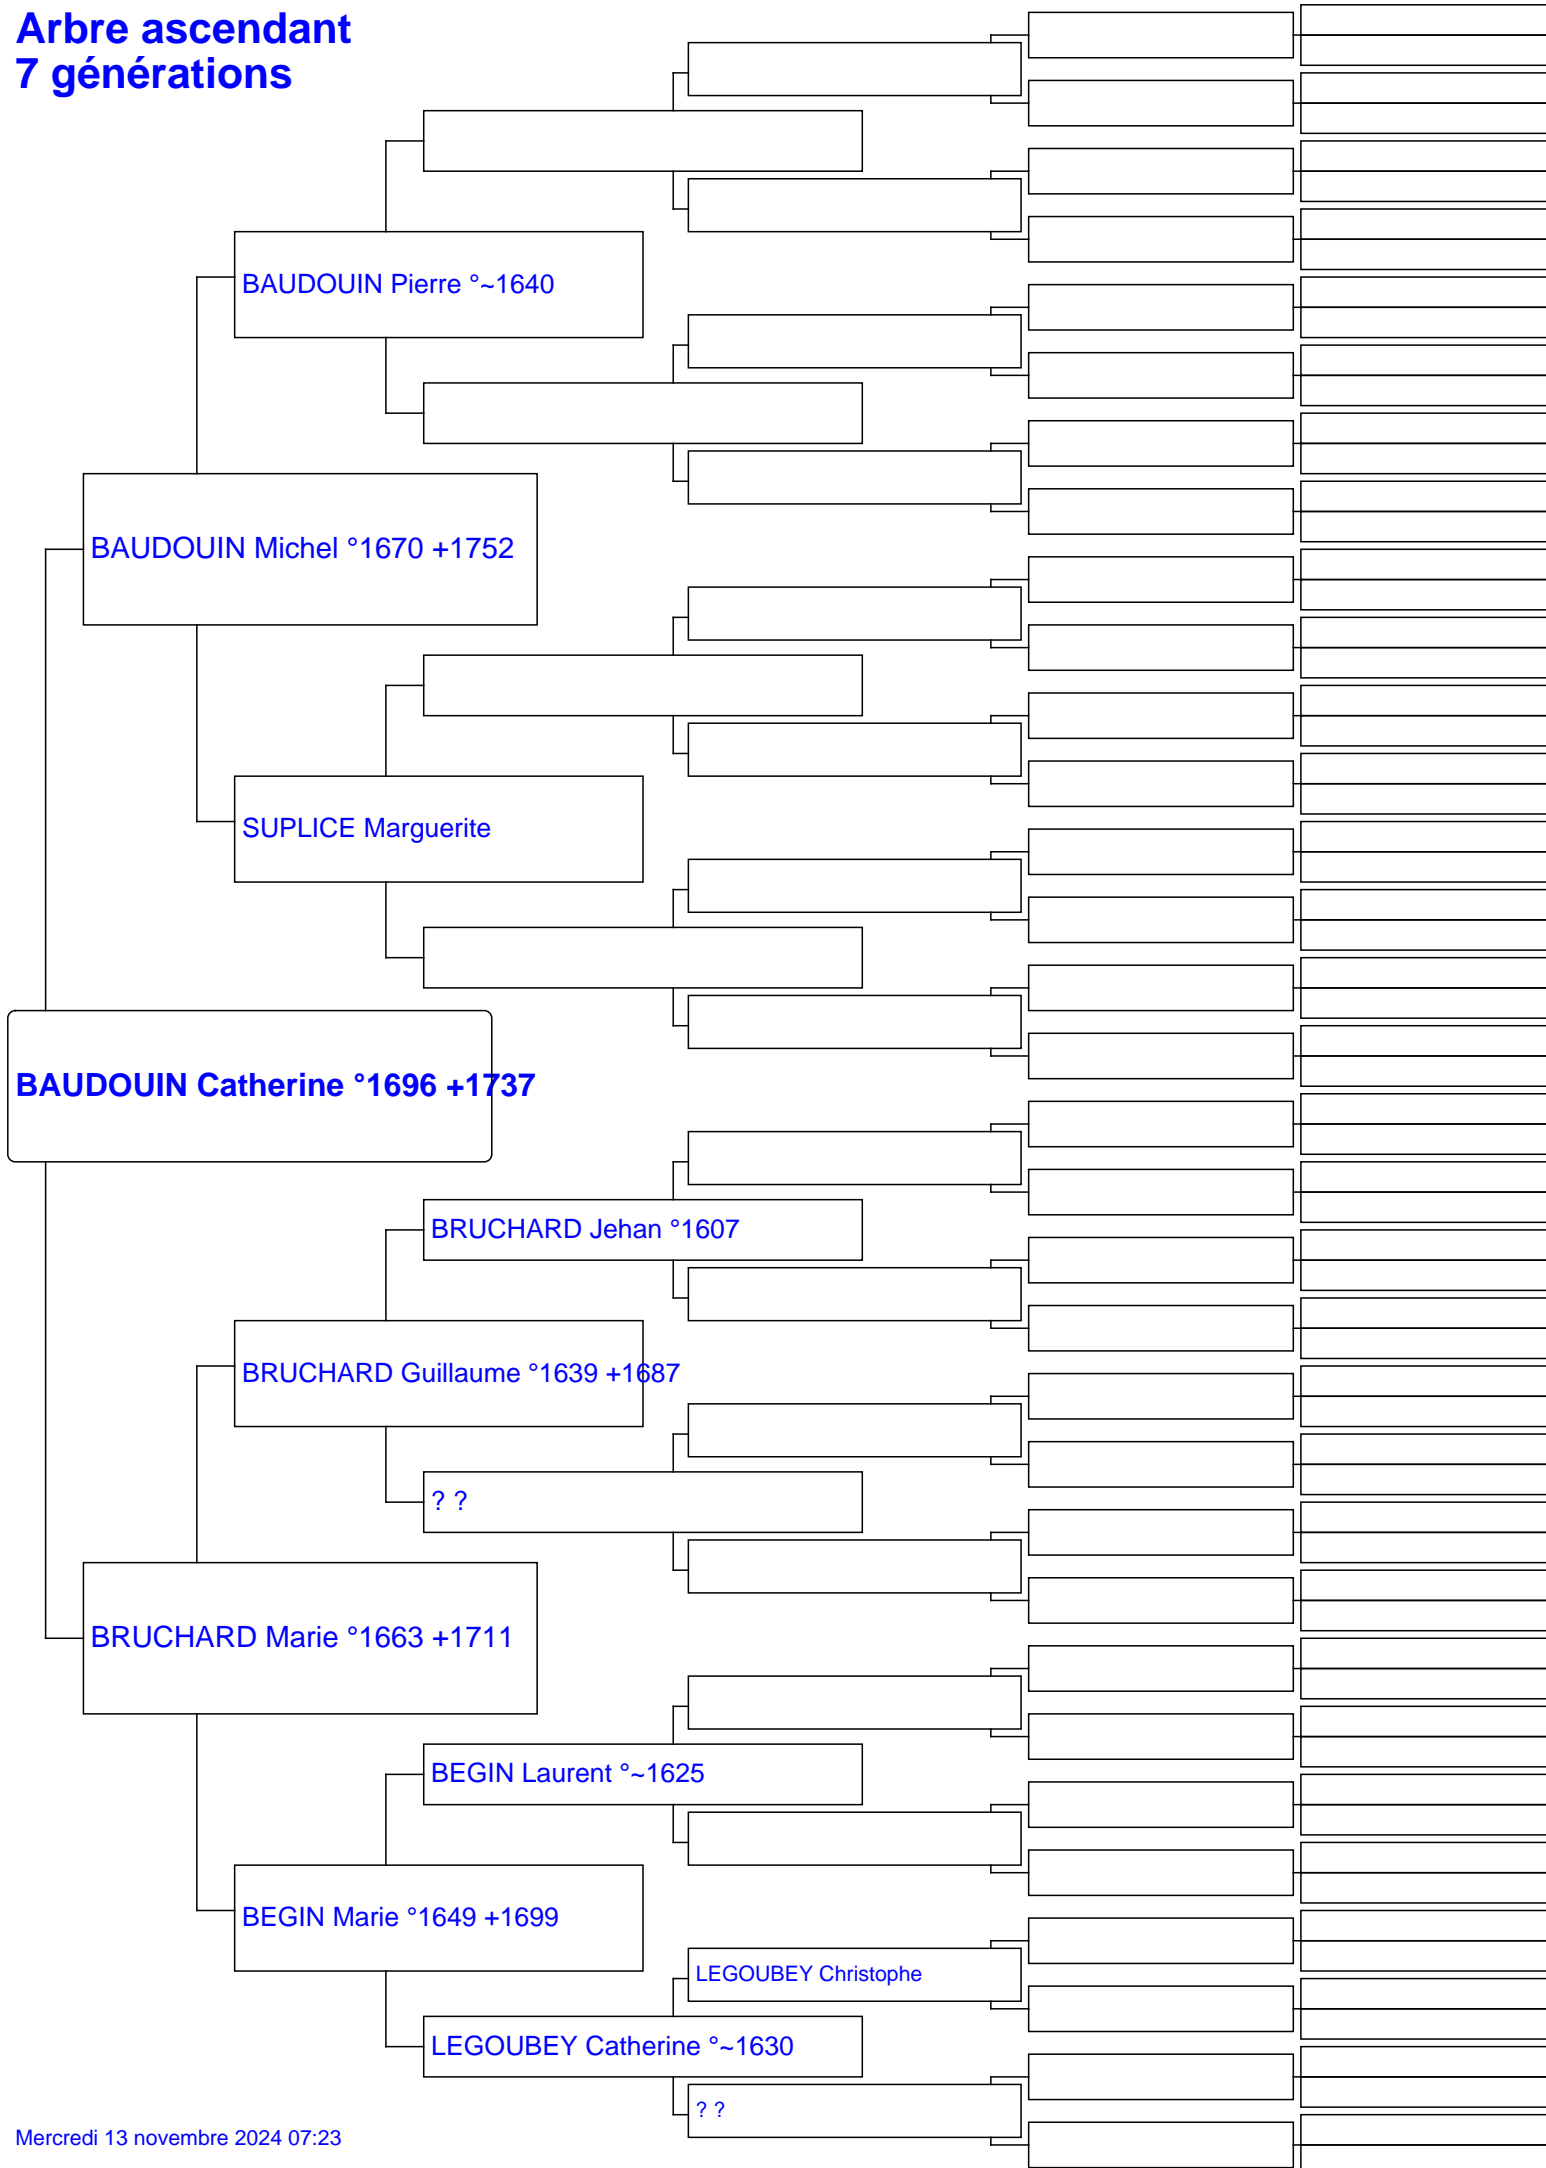 Arbre ascendant
7 générations
BAUDOUIN Pierre °~1640
BAUDOUIN Michel °1670 +1752
SUPLICE Marguerite
BAUDOUIN Catherine °1696 +1737
BRUCHARD Jehan °1607
BRUCHARD Guillaume °1639 +1687
? ?
BRUCHARD Marie °1663 +1711
BEGIN Laurent °~1625
BEGIN Marie °1649 +1699
LEGOUBEY Christophe
LEGOUBEY Catherine °~1630
? ?
Mercredi 13 novembre 2024 07:23